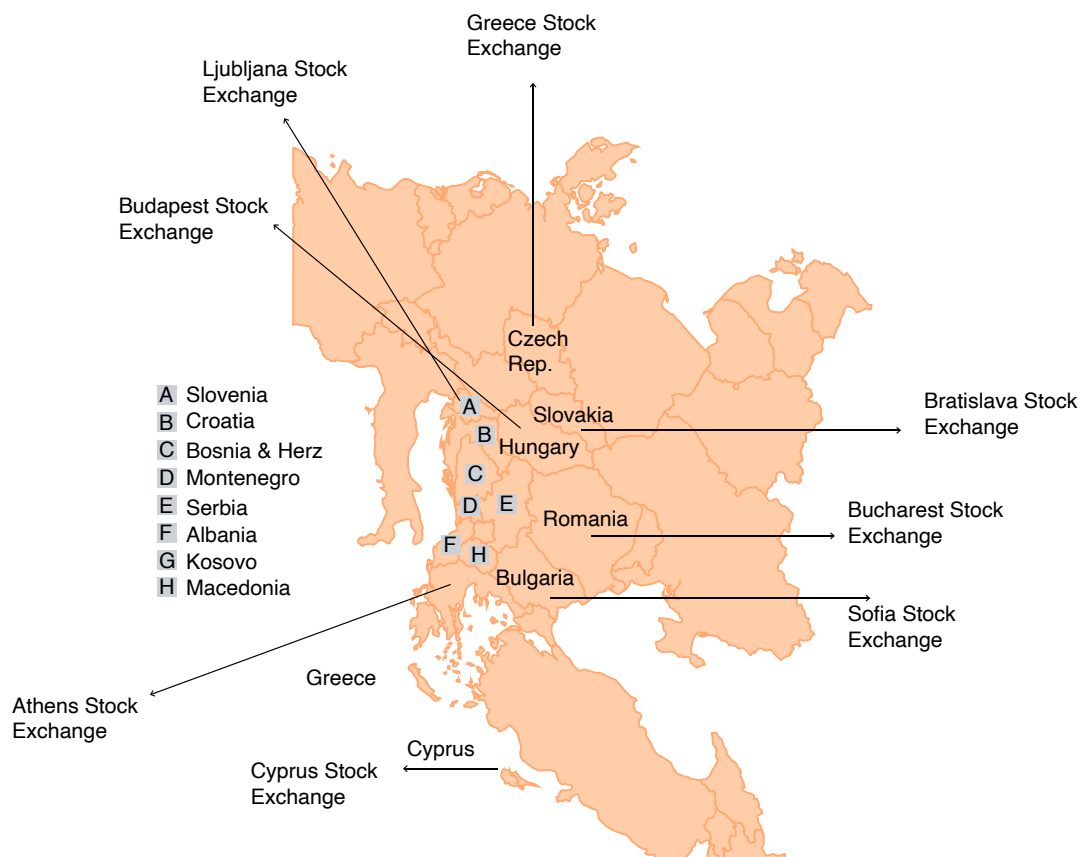 Greece Stock
Exchange
Ljubljana Stock
Exchange
Budapest Stock
Exchange
Czech
Rep.
A Slovenia
B Croatia
C Bosnia & Herz
D Montenegro
E Serbia
F Albania
G Kosovo
H Macedonia
A
Slovakia
B
Hungary
C
D
E
Romania
F
H
Bulgaria
Bratislava Stock
Exchange
Bucharest Stock
Exchange
Sofia Stock
Exchange
Greece
Athens Stock
Exchange
Cyprus
Cyprus Stock
Exchange